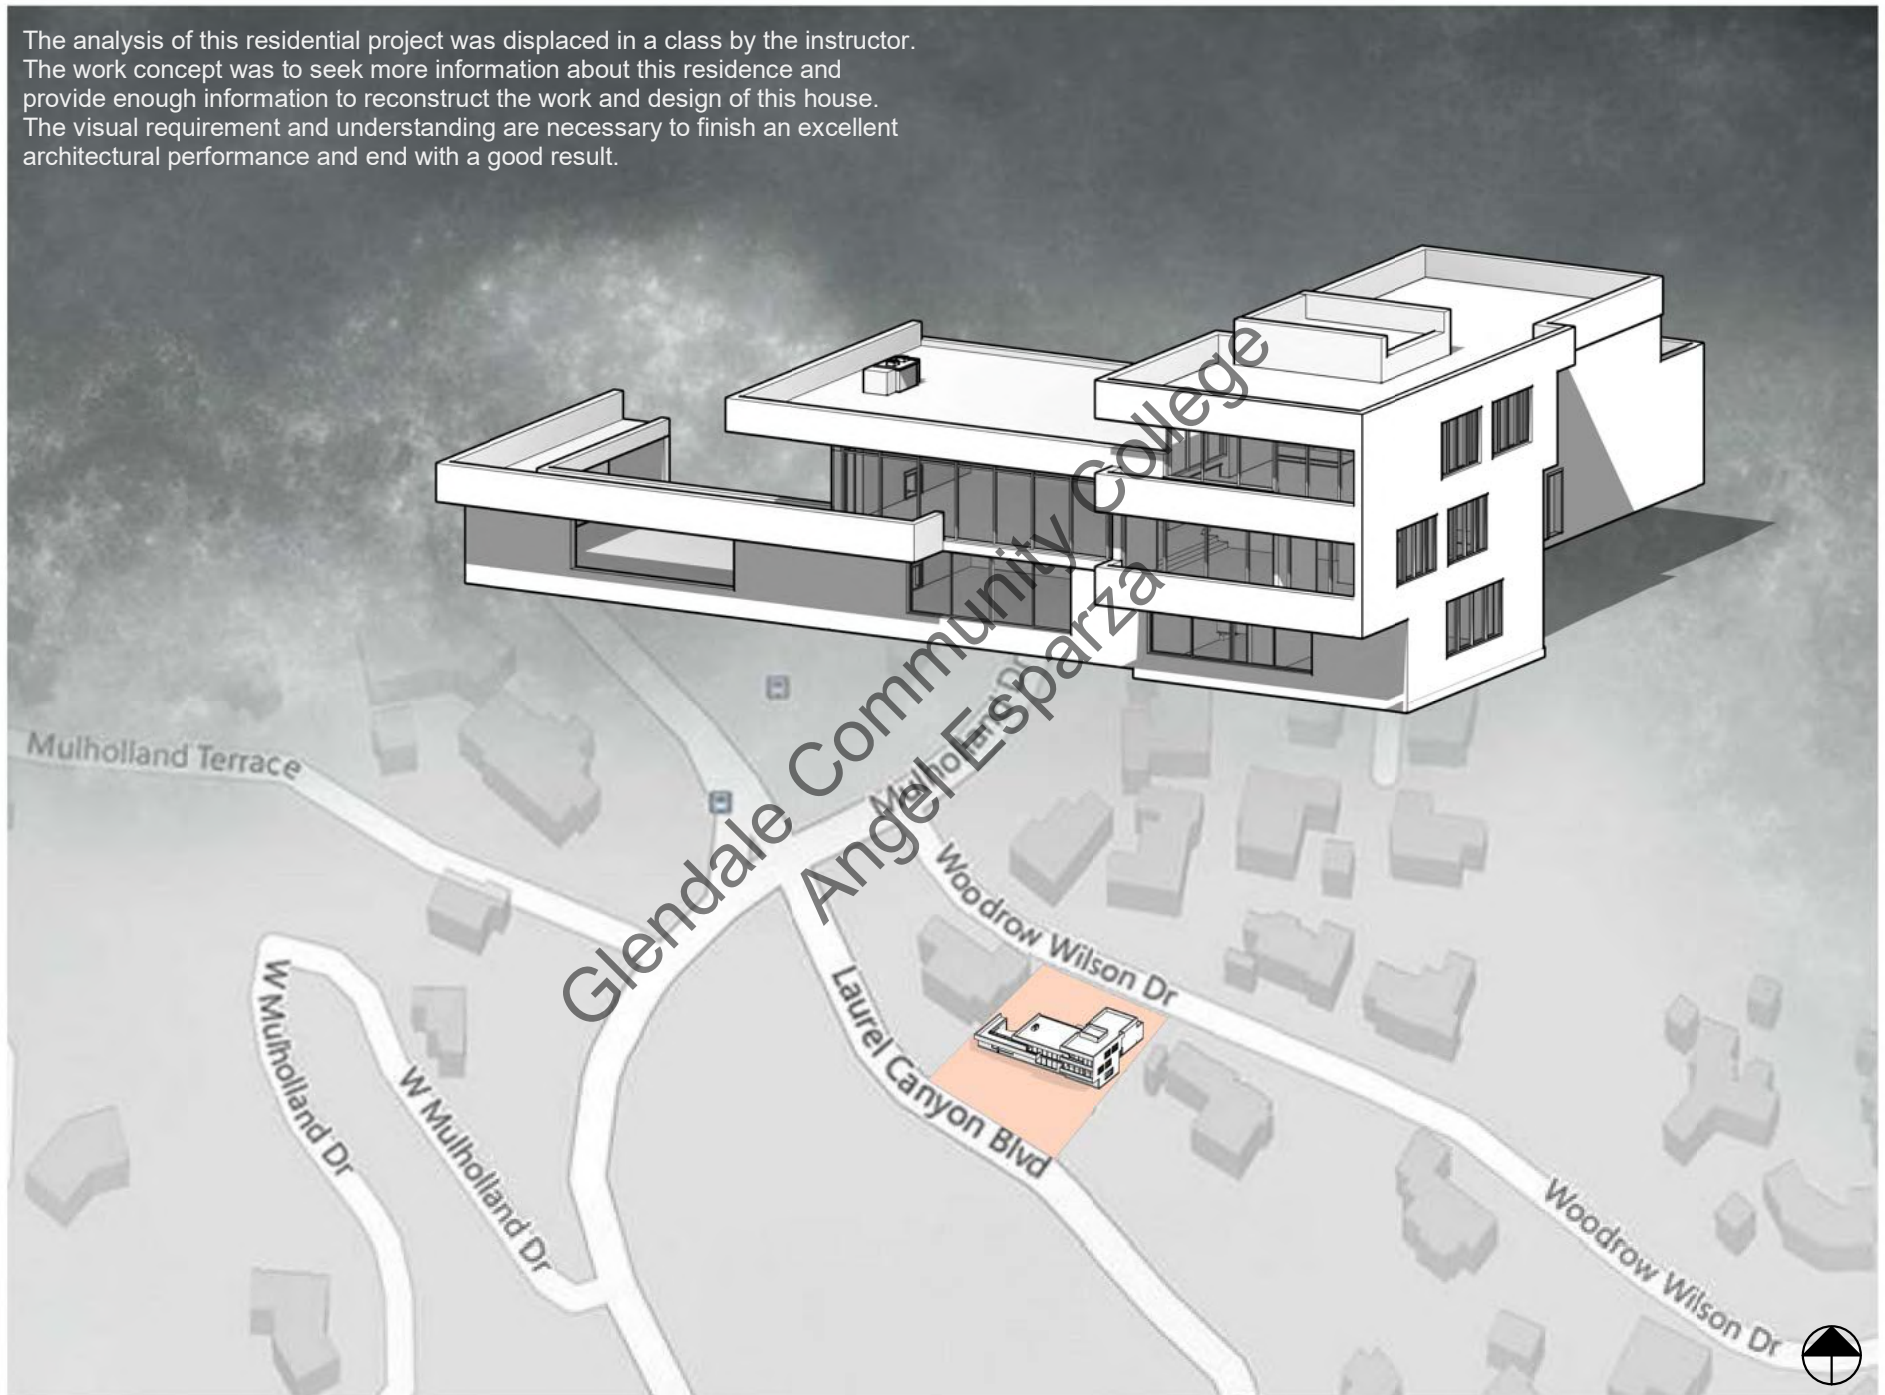 The analysis of this residential project was displaced in a class by the instructor.
The work concept was to seek more information about this residence and
provide enough information to reconstruct the work and design of this house.
The visual requirement and understanding are necessary to finish an excellent
architectural performance and end with a good result.
Glendale Community College
Angel Esparza
Mulholland Terrace
Mulholland Dr
Woodrow Wilson Dr
Laurel Canyon Blvd
W Mulholland Dr
W Mulholland Dr
Woodrow Wilson Dr